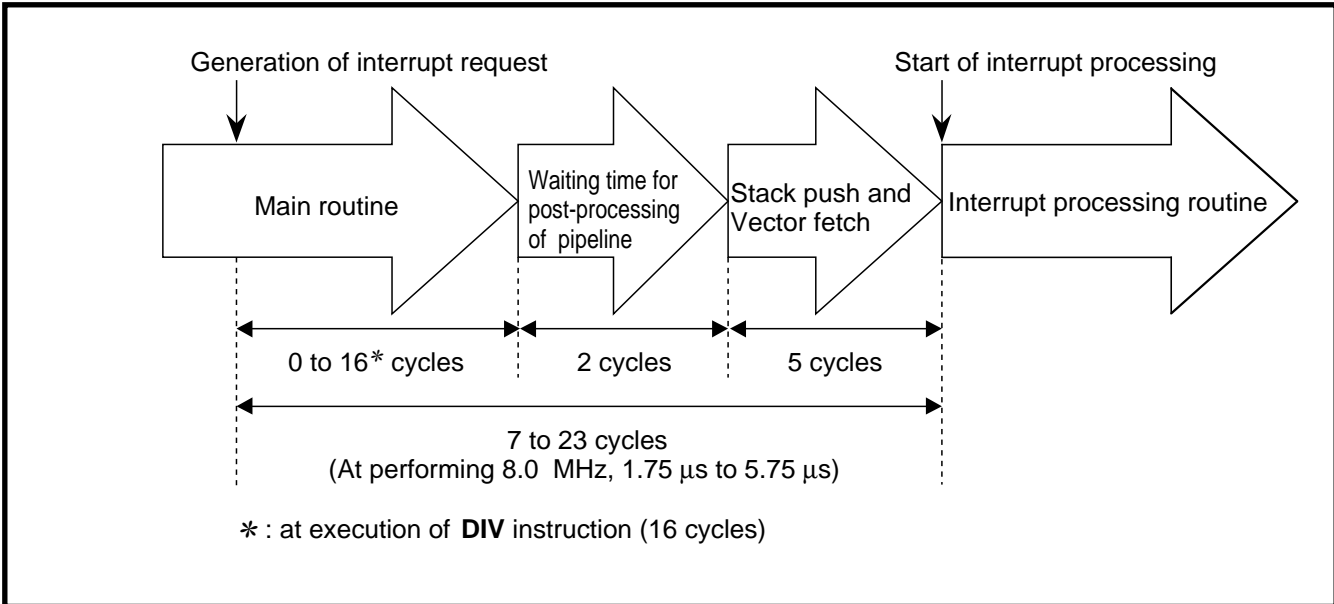 Generation of interrupt request
Start of interrupt processing
Main routine
Waiting time for
post-processing
of pipeline
Stack push and
Vector fetch
Interrupt processing routine
0 to 16* cycles
2 cycles
5 cycles
7 to 23 cycles
(At performing 8.0 MHz, 1.75 μs to 5.75 μs)
* : at execution of DIV instruction (16 cycles)